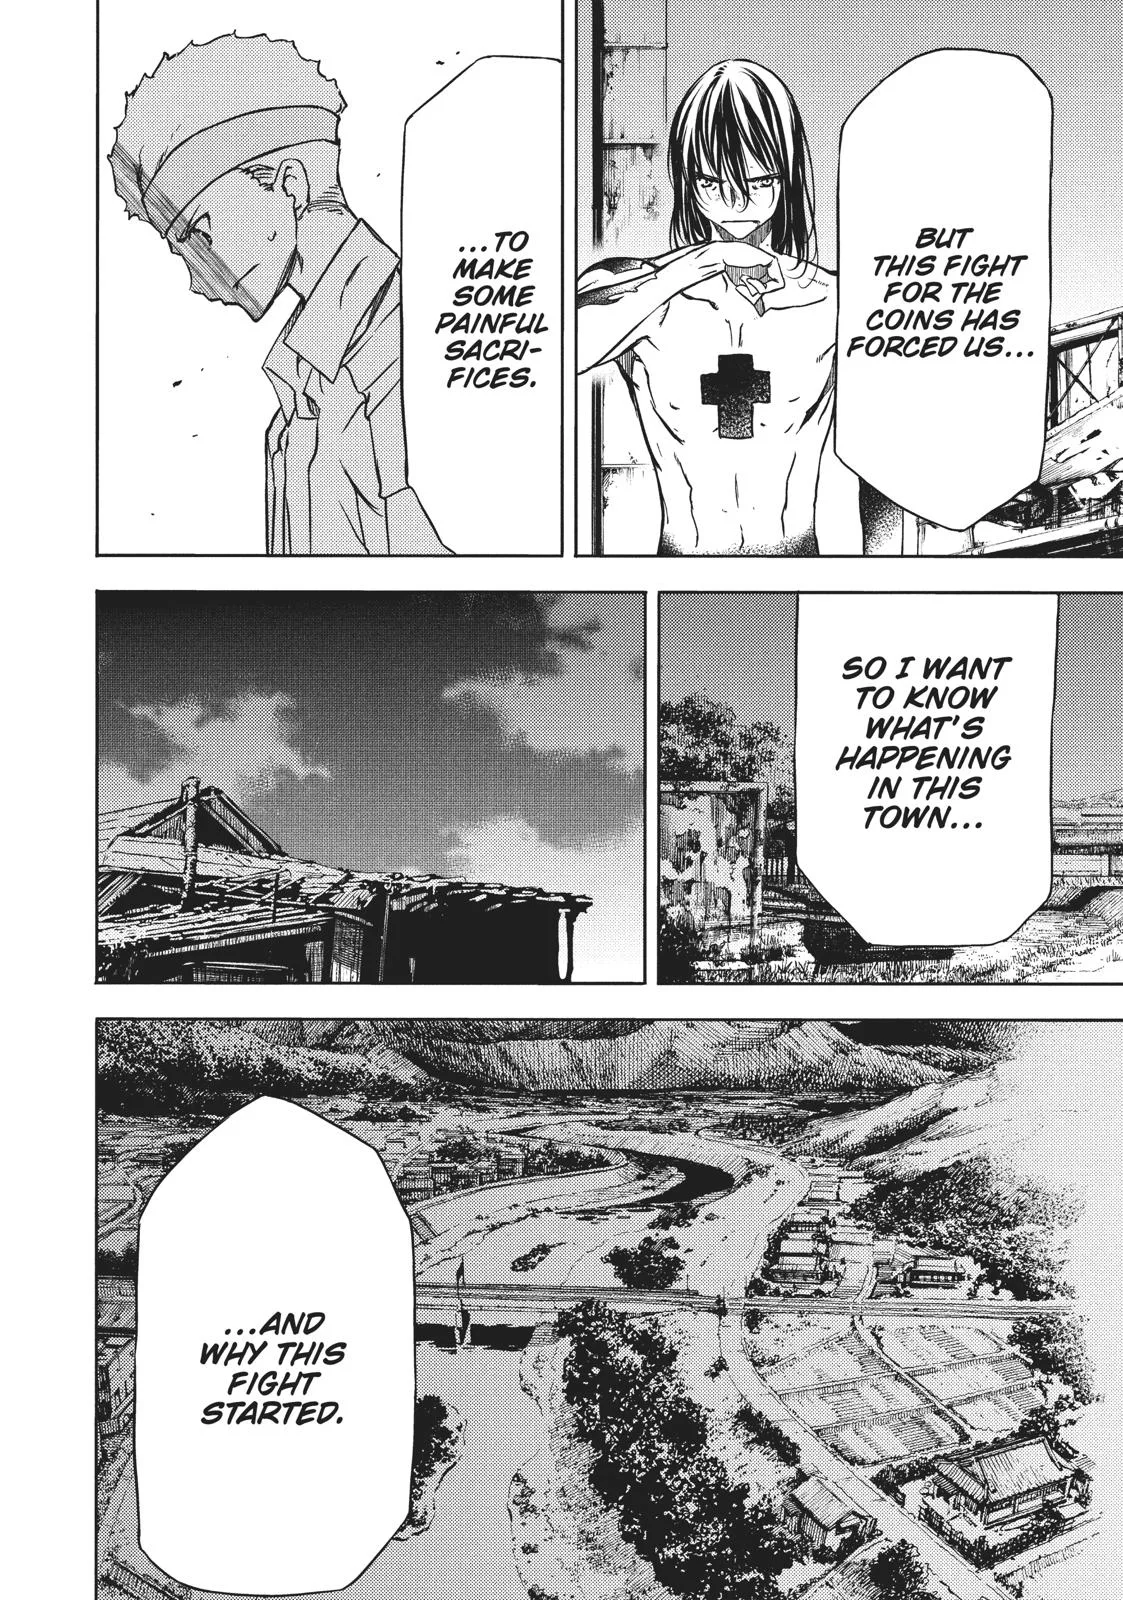 BUT
THIS FIGHT
FOR THE
COINS HAS
FORCED US...
...TO
MAKE
SOME
PAINFUL
SACRI-
FICES.
SO I WANT
TO KNOW
WHAT'S
HAPPENING
IN THIS
TOWN...
...AND
WHY THIS
FIGHT
STARTED.